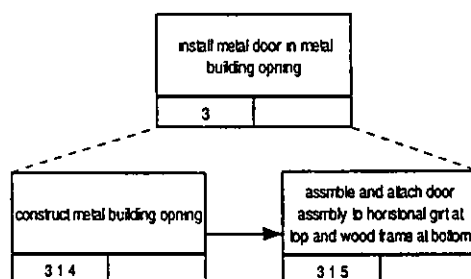 install metal door in metal
building opning
3
construct metal building opning
3 1 4
assmble and attach door
assmbly to horistonal girt at
top and wood frame at bottom
3 1 5